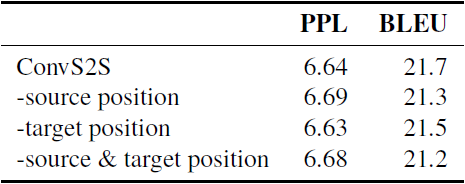 PPL BLEU
ConvS2S 6.64 21.7
-source position 6.69 21.3
-target position 6.63 21.5
-source & target position 6.68 21.2